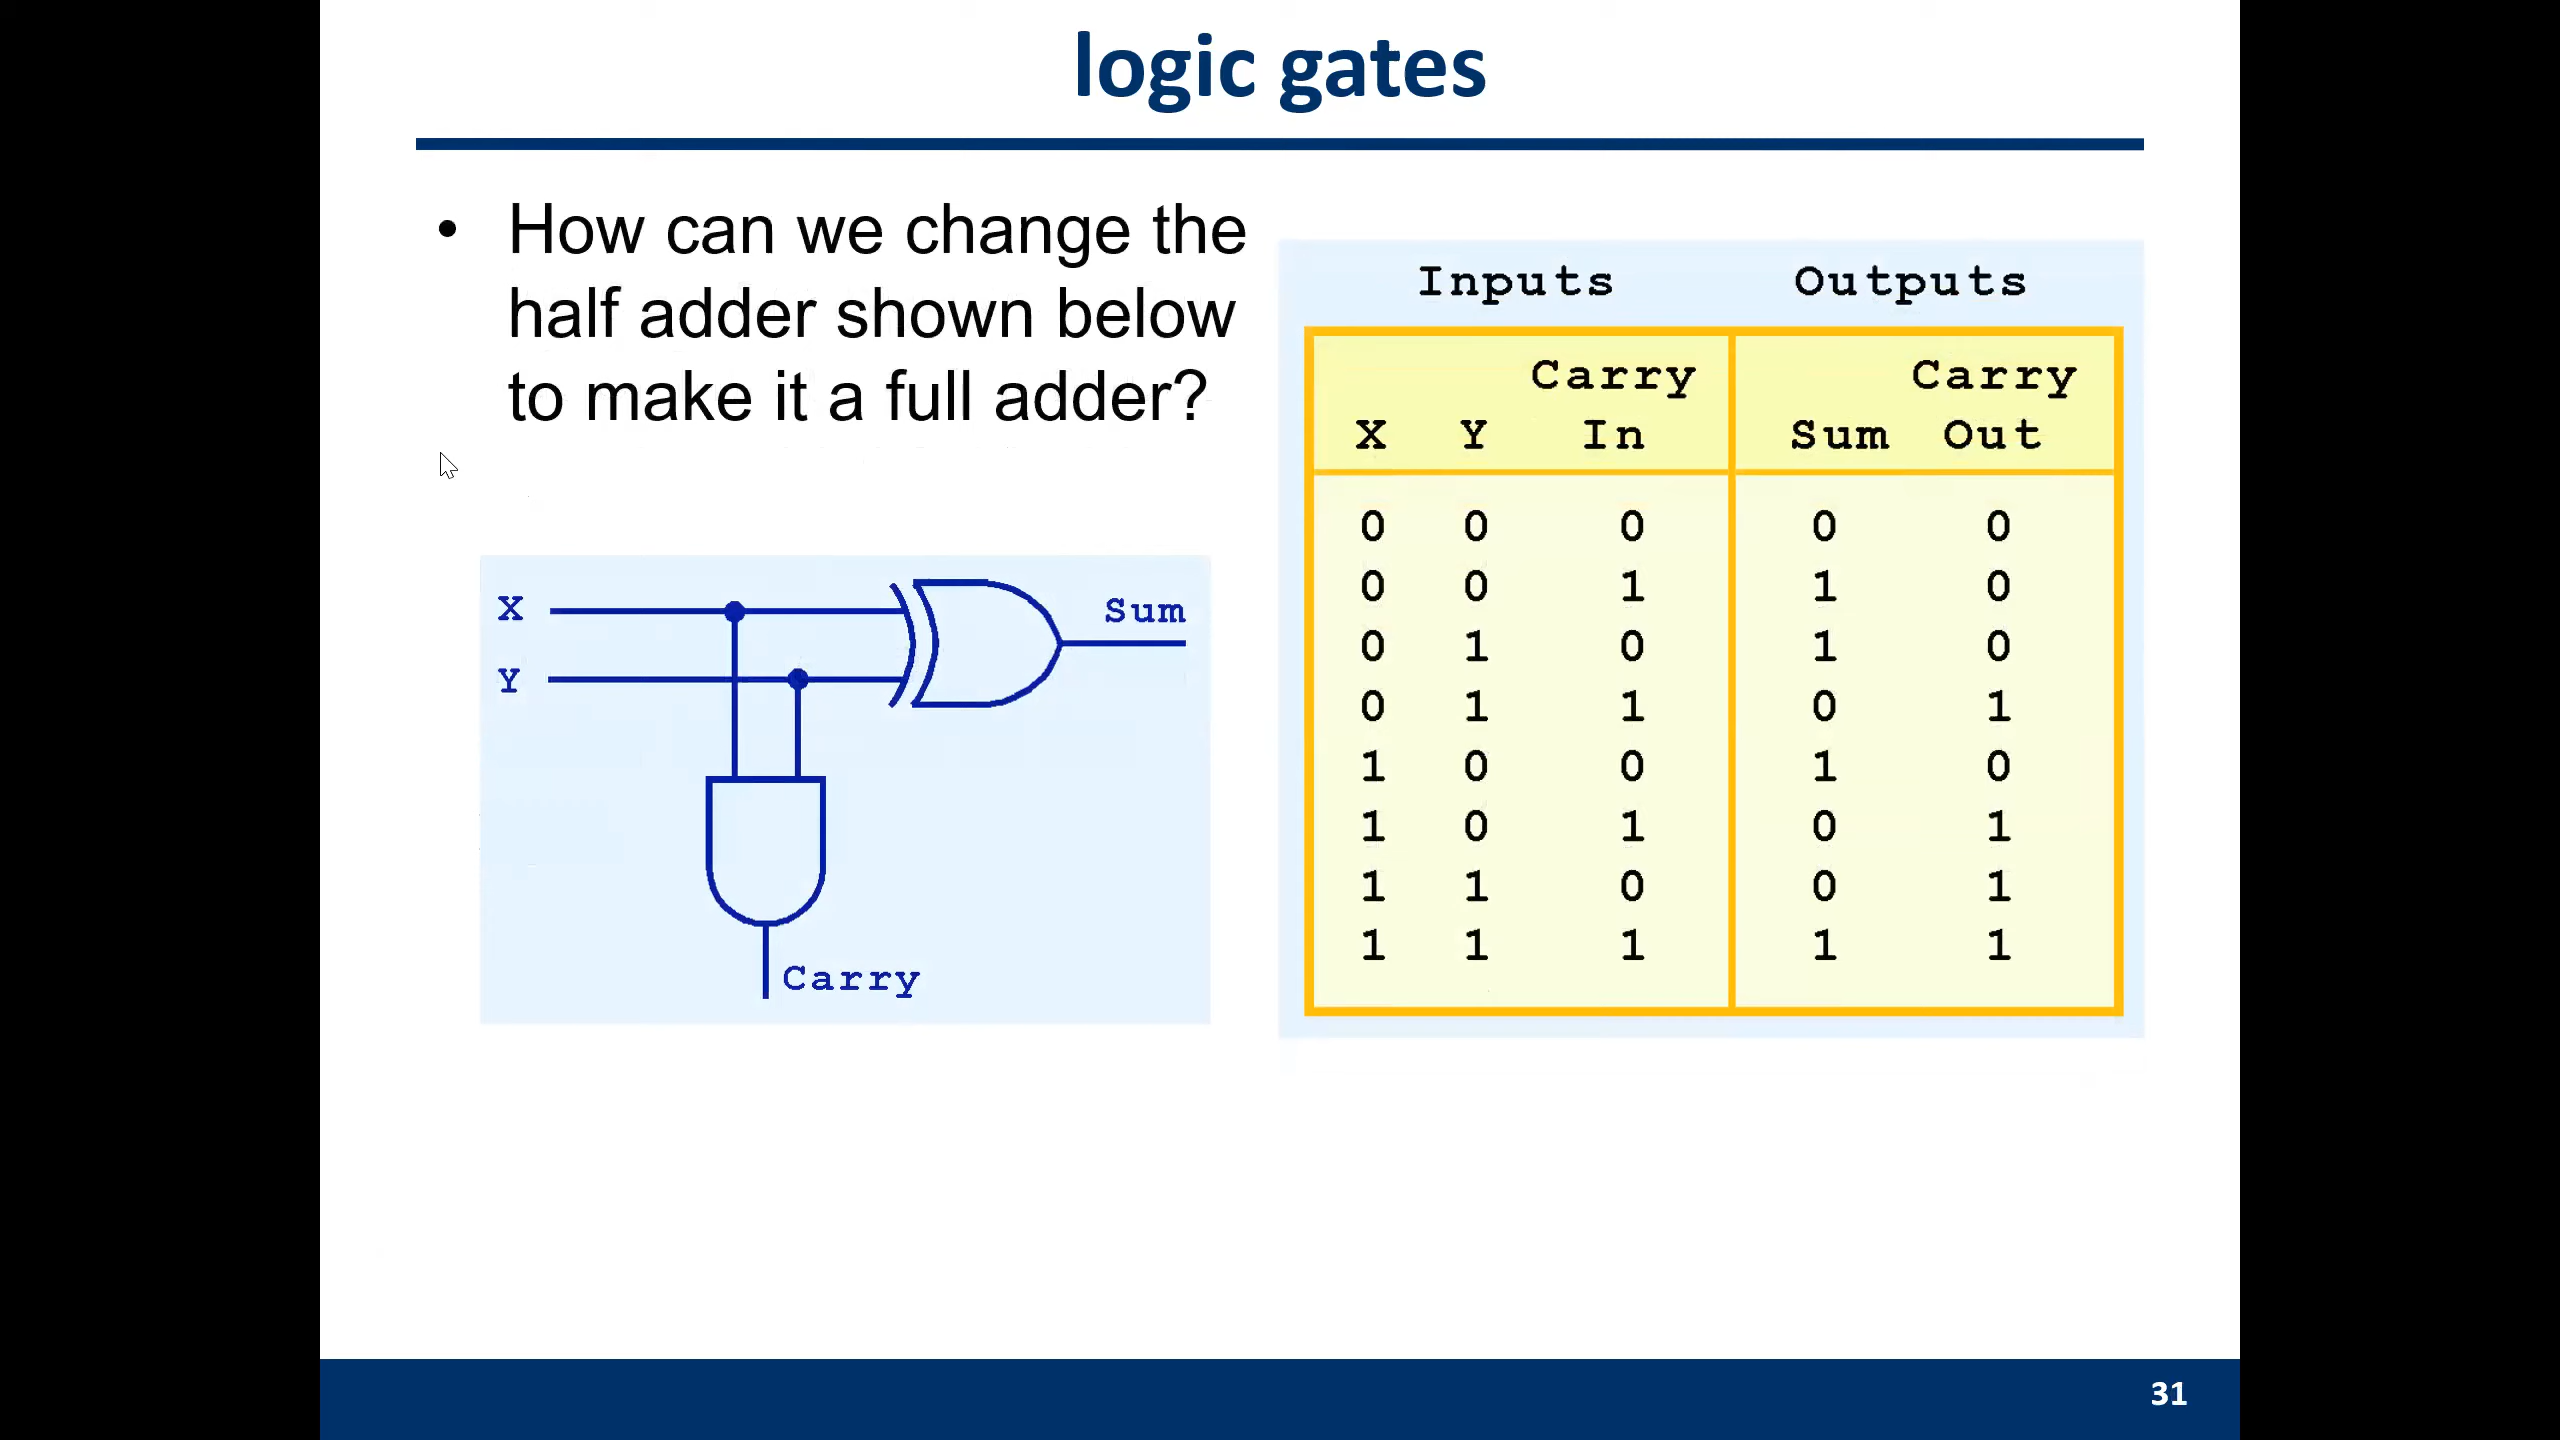 logic gates
• How can we change the
half adder shown below
to make it a full adder?
X
Y
Sum
Carry
Inputs Outputs
Carry Carry
X Y In Sum Out
0 0 0 0 0
0 0 1 1 0
0 1 0 1 0
0 1 1 0 1
1 0 0 1 0
1 0 1 0 1
1 1 0 0 1
1 1 1 1 1
31